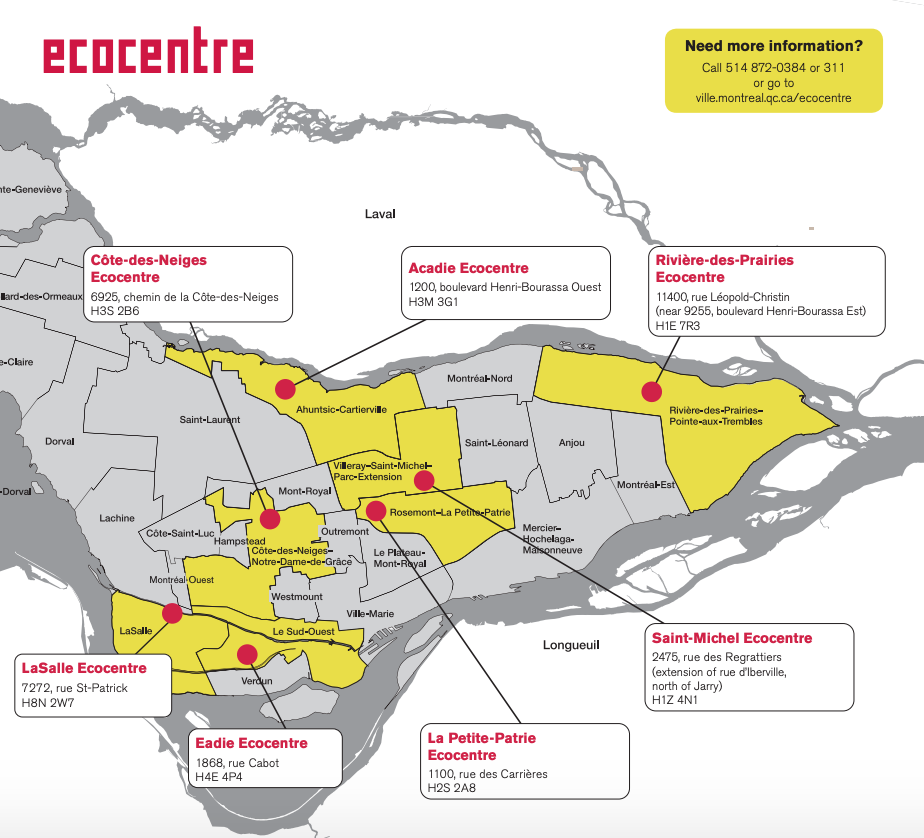 ecocentre
Need more information?
Call 514 872-0384 or 311
or go to
ville.montreal.qc.ca/ecocentre
nte-Geneviève
Laval
Côte-des-Neiges
Ecocentre
6925, chemin de la Côte-des-Neiges
H3S 2B6
Acadie Ecocentre
1200, boulevard Henri-Bourassa Ouest
H3M 3G1
Rivière-des-Prairies
Ecocentre
11400, rue Léopold-Christin
(near 9255, boulevard Henri-Bourassa Est)
H1E 7R3
lard-des-Ormeaux
e-Claire
Montréal-Nord
Ahuntsic-Cartierville
Rivière-des-Prairies–
Pointe-aux-Trembles
Saint-Laurent
Dorval
Saint-Léonard
Anjou
Villeray–Saint-Michel–
Parc-Extension
Montréal-Est
-Dorval
Mont-Royal
Lachine
Rosemont–La Petite-Patrie
Côte-Saint-Luc
Hampstead
Outremont
Mercier–
Hochelaga-
Maisonneuve
Côte-des-Neiges–
Notre-Dame-de-Grâce
Le Plateau-
Mont-Royal
Montréal-Ouest
Westmount
Ville-Marie
LaSalle
Le Sud-Ouest
Longueuil
Verdun
LaSalle Ecocentre
7272, rue St-Patrick
H8N 2W7
Saint-Michel Ecocentre
2475, rue des Regrattiers
(extension of rue d'Iberville,
north of Jarry)
H1Z 4N1
Eadie Ecocentre
1868, rue Cabot
H4E 4P4
La Petite-Patrie
Ecocentre
1100, rue des Carrières
H2S 2A8